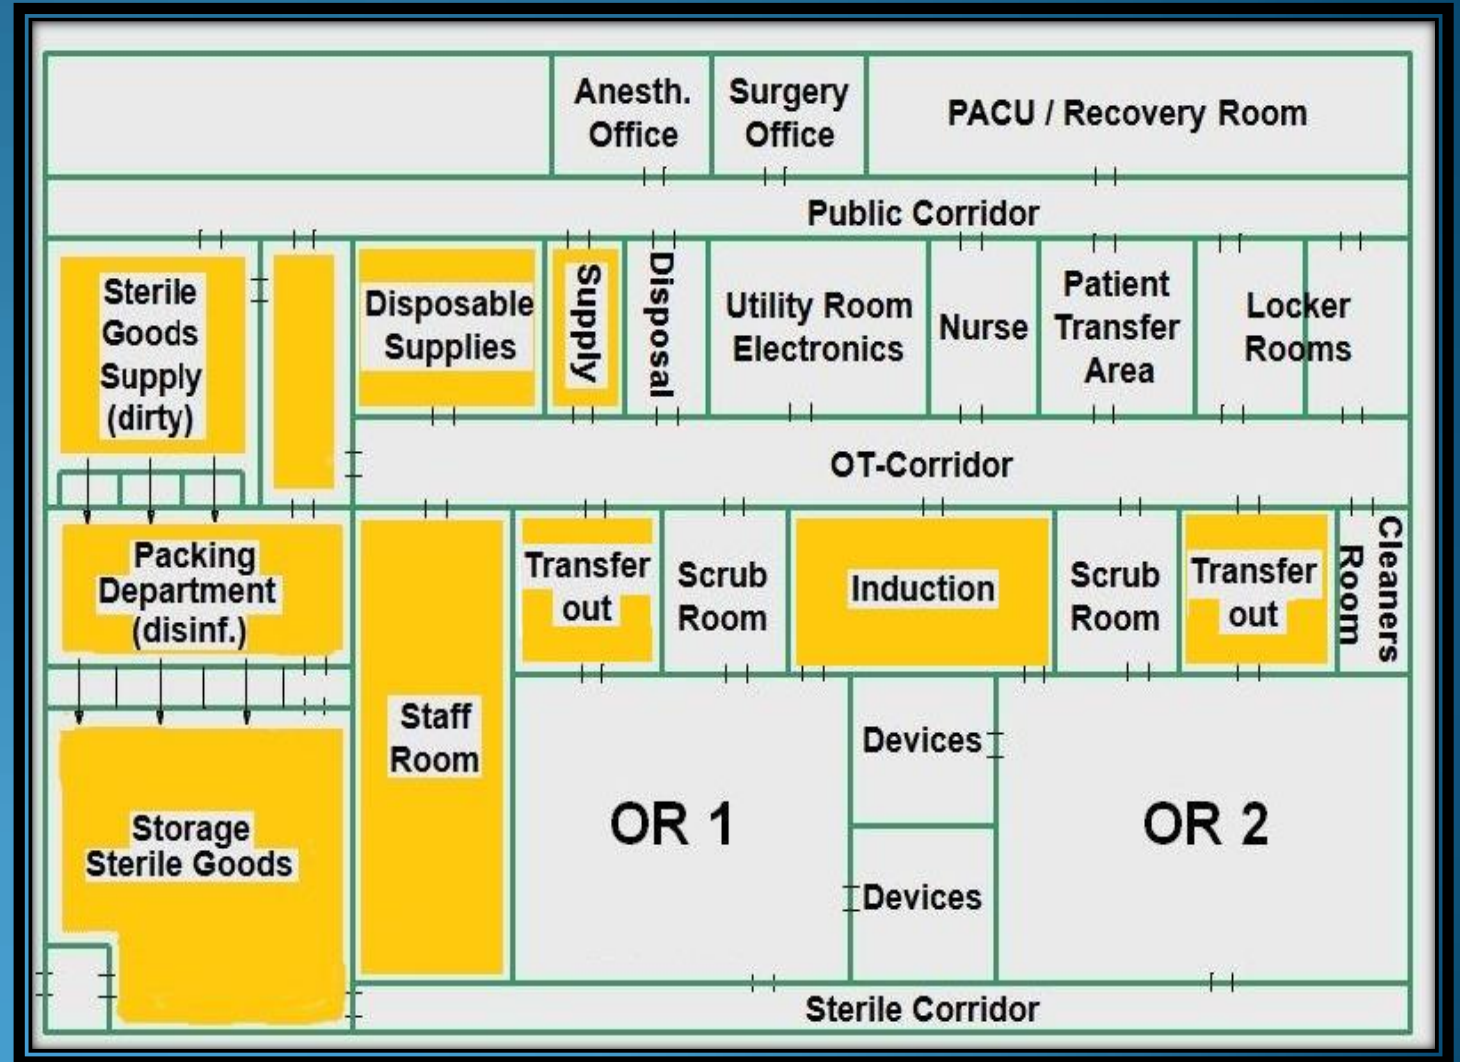 Anesth.
Office
Surgery
Office
PACU / Recovery Room
Public Corridor
Sterile
Goods
Supply
(dirty)
Disposable
Supplies
Supply
Disposal
Utility Room
Electronics
Nurse
Patient
Transfer
Area
Locker
Rooms
OT-Corridor
Packing
Department
(disinf.)
Staff
Room
Transfer
out
Scrub
Room
Induction
Scrub
Room
Transfer
out
Cleaners
Room
Storage
Sterile Goods
OR 1
Devices
Devices
OR 2
Sterile Corridor